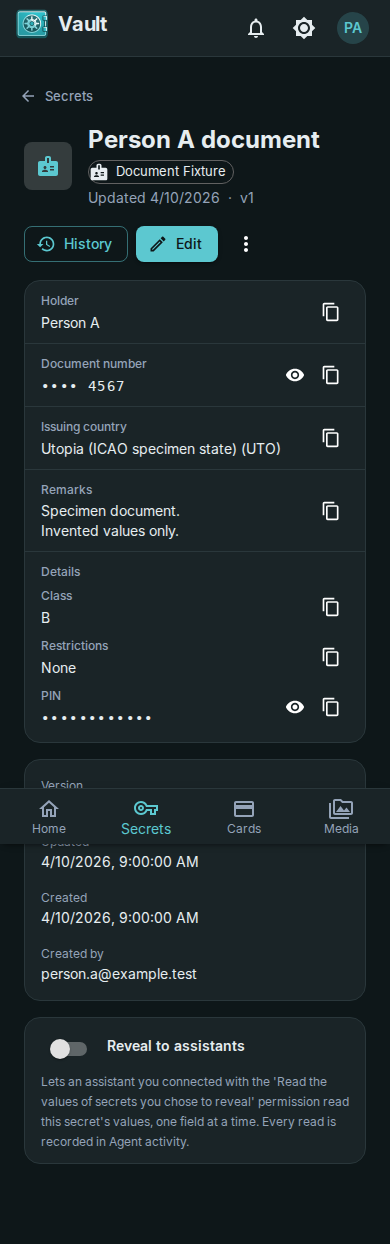 Vault
PA
Secrets
Person A document
Document Fixture
Updated 4/10/2026 · v1
History
Edit
Holder
Person A
Document number
•••• 4567
Issuing country
Utopia (ICAO specimen state) (UTO)
Remarks
Specimen document.
Invented values only.
Details
Class
B
Restrictions
None
PIN
••••••••••••
Version
Home
Secrets
Cards
Media
Updated
4/10/2026, 9:00:00 AM
Created
4/10/2026, 9:00:00 AM
Created by
person.a@example.test
Reveal to assistants
Lets an assistant you connected with the 'Read the
values of secrets you chose to reveal' permission read
this secret's values, one field at a time. Every read is
recorded in Agent activity.